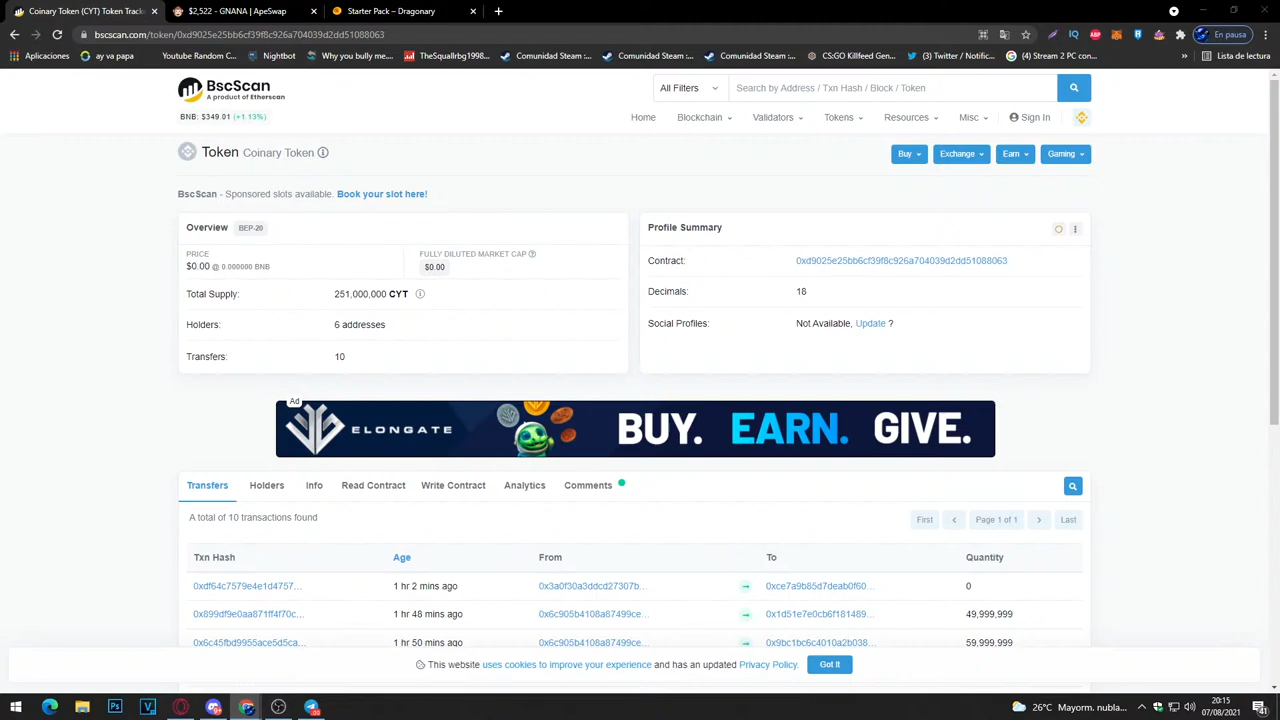 Coinary Token (CYT) Token Track
$2,522 - GNANA | ApeSwap
Starter Pack – Dragonary
bscscan.com/token/0xd9025e25bb6cf39f8c926a704039d2dd51088063
En pausa
Aplicaciones
ay va papa
Youtube Random C...
Nightbot
Why you bully me....
TheSquallrbg1998...
Comunidad Steam :...
Comunidad Steam :...
Comunidad Steam :...
CS:GO Killfeed Gen...
(3) Twitter / Notific...
(4) Stream 2 PC con...
Lista de lectura
BscScan
A product of Etherscan
All Filters
Search by Address / Txn Hash / Block / Token
BNB: $349.01 (+1.13%)
Home
Blockchain
Validators
Tokens
Resources
Misc
Sign In
Token Coinary Token
Buy
Exchange
Earn
Gaming
BscScan - Sponsored slots available. Book your slot here!
Overview BEP-20
PRICE
$0.00 @ 0.000000 BNB
FULLY DILUTED MARKET CAP
$0.00
Total Supply: 251,000,000 CYT
Holders: 6 addresses
Transfers: 10
Profile Summary
Contract: 0xd9025e25bb6cf39f8c926a704039d2dd51088063
Decimals: 18
Social Profiles: Not Available, Update ?
Ad
ELONGATE
BUY. EARN. GIVE.
Transfers
Holders
Info
Read Contract
Write Contract
Analytics
Comments
A total of 10 transactions found
First
Page 1 of 1
Last
Txn Hash Age From To Quantity
0xdf64c7579e4e1d4757... 1 hr 2 mins ago 0x3a0f30a3ddcd27307b... 0xce7a9b85d7deab0f60... 0
0x899df9e0aa871ff4f70c... 1 hr 48 mins ago 0x6c905b4108a87499ce... 0x1d51e7e0cb6f181489... 49,999,999
0x6c45fbd9955ace5d5ca... 1 hr 50 mins ago 0x6c905b4108a87499ce... 0x9bc1bc6c4010a2b038... 59,999,999
This website uses cookies to improve your experience and has an updated Privacy Policy.
Got It
26°C Mayorm. nubla...
20:15
07/08/2021